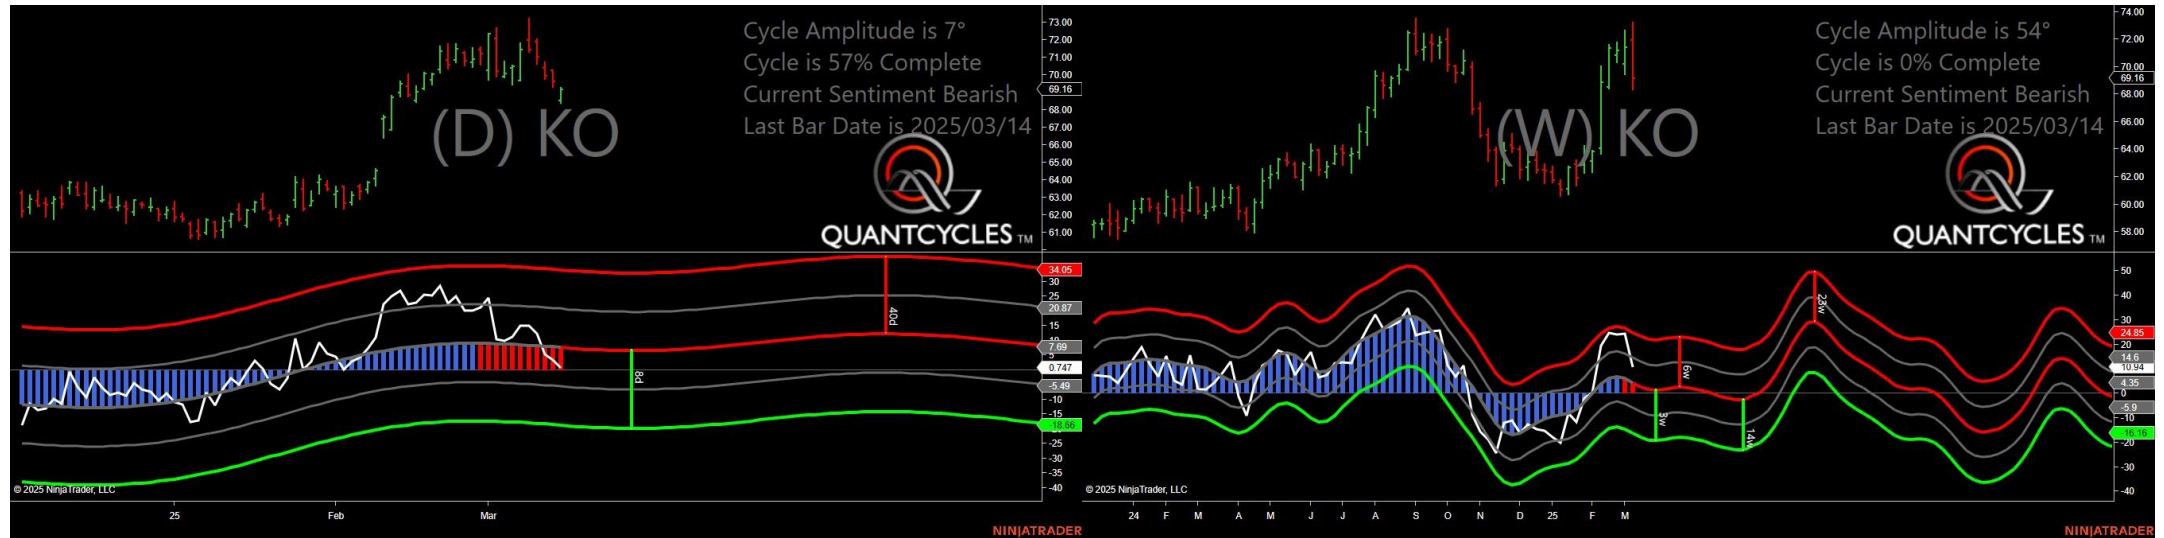 Cycle Amplitude is 7°
Cycle is 57% Complete
Current Sentiment Bearish
Last Bar Date is 2025/03/14
(D) KO
QUANTCYCLES TM
73.00
72.00
71.00
70.00
69.16
68.00
67.00
66.00
65.00
64.00
63.00
62.00
61.00
34.05
30
25
20.87
15
7.69
5
0.747
-5.49
-10
-15
-18.66
-25
-30
-35
-40
40d
8d
© 2025 NinjaTrader, LLC
25 Feb Mar
NINJATRADER
Cycle Amplitude is 54°
Cycle is 0% Complete
Current Sentiment Bearish
Last Bar Date is 2025/03/14
(W) KO
QUANTCYCLES TM
74.00
72.00
70.00
69.16
68.00
66.00
64.00
62.00
60.00
58.00
50
40
30
24.85
20
14.6
10.94
4.35
0
-5.9
-10
-16.16
-20
-30
-40
23w
6w
3w
14w
© 2025 NinjaTrader, LLC
24 F M A M J J A S O N D 25 F M
NINJATRADER